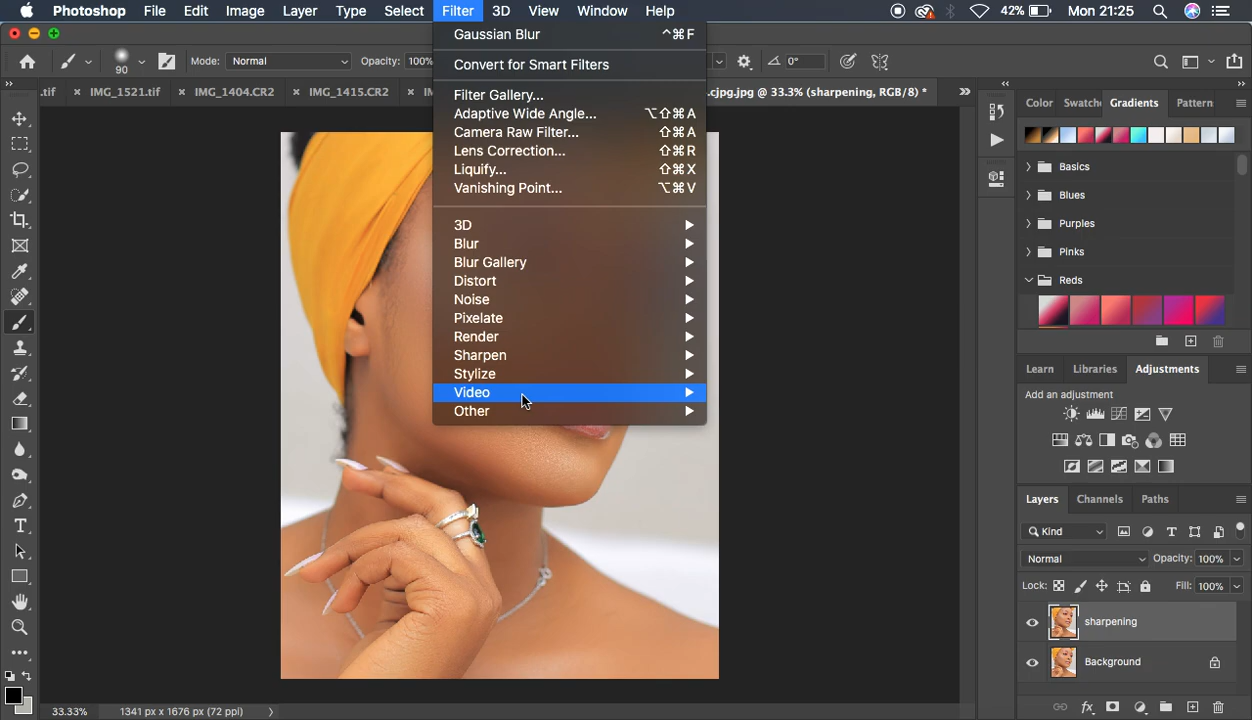 Photoshop File Edit Image Layer Type Select Filter 3D View Window Help 42% Mon 21:25
90 Mode: Normal Opacity: 100% 0°
.tif × IMG_1521.tif × IMG_1404.CR2 × IMG_1415.CR2 × .cjpg.jpg @ 33.3% (sharpening, RGB/8) *
Gaussian Blur ^⌘F
Convert for Smart Filters
Filter Gallery...
Adaptive Wide Angle... ⌥⇧⌘A
Camera Raw Filter... ⇧⌘A
Lens Correction... ⇧⌘R
Liquify... ⇧⌘X
Vanishing Point... ⌥⌘V
3D
Blur
Blur Gallery
Distort
Noise
Pixelate
Render
Sharpen
Stylize
Video
Other
Color Swatche Gradients Pattern
Basics
Blues
Purples
Pinks
Reds
Learn Libraries Adjustments
Add an adjustment
Layers Channels Paths
Kind
Normal Opacity: 100%
Lock: Fill: 100%
sharpening
Background
33.33% 1341 px x 1676 px (72 ppi)